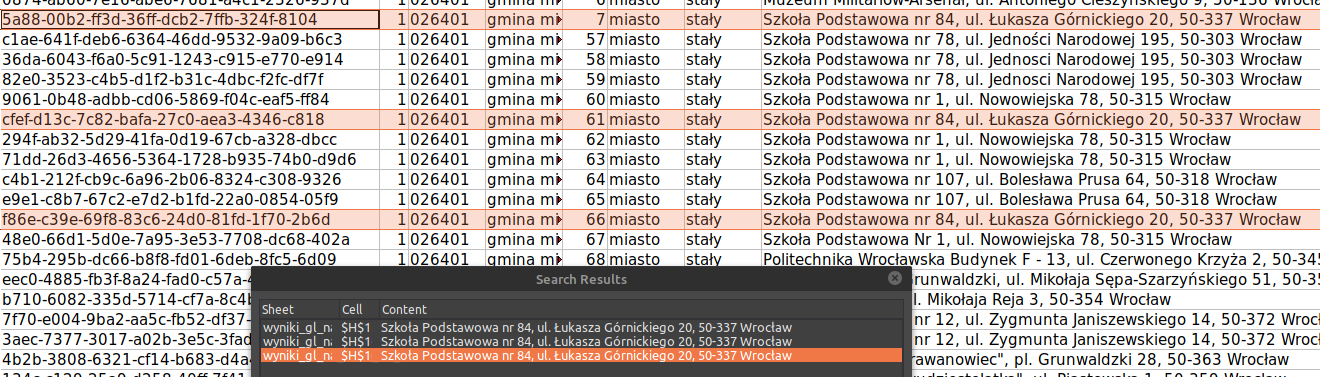 5a88-00b2-ff3d-36ff-dcb2-7ffb-324f-8104 1 026401 gmina mi 7 miasto stały Szkoła Podstawowa nr 84, ul. Łukasza Górnickiego 20, 50-337 Wrocław
c1ae-641f-deb6-6364-46dd-9532-9a09-b6c3 1 026401 gmina mi 57 miasto stały Szkoła Podstawowa nr 78, ul. Jedności Narodowej 195, 50-303 Wrocław
36da-6043-f6a0-5c91-1243-c915-e770-e914 1 026401 gmina mi 58 miasto stały Szkoła Podstawowa nr 78, ul. Jednosci Narodowej 195, 50-303 Wrocław
82e0-3523-c4b5-d1f2-b31c-4dbc-f2fc-df7f 1 026401 gmina mi 59 miasto stały Szkoła Podstawowa nr 78, ul. Jednosci Narodowej 195, 50-303 Wrocław
9061-0b48-adbb-cd06-5869-f04c-eaf5-ff84 1 026401 gmina mi 60 miasto stały Szkoła Podstawowa nr 1, ul. Nowowiejska 78, 50-315 Wrocław
cfef-d13c-7c82-bafa-27c0-aea3-4346-c818 1 026401 gmina mi 61 miasto stały Szkoła Podstawowa nr 84, ul. Łukasza Górnickiego 20, 50-337 Wrocław
294f-ab32-5d29-41fa-0d19-67cb-a328-dbcc 1 026401 gmina mi 62 miasto stały Szkoła Podstawowa nr 1, ul. Nowowiejska 78, 50-315 Wrocław
71dd-26d3-4656-5364-1728-b935-74b0-d9d6 1 026401 gmina mi 63 miasto stały Szkoła Podstawowa nr 1, ul. Nowowiejska 78, 50-315 Wrocław
c4b1-212f-cb9c-6a96-2b06-8324-c308-9326 1 026401 gmina mi 64 miasto stały Szkoła Podstawowa nr 107, ul. Bolesława Prusa 64, 50-318 Wrocław
e9e1-c8b7-67c2-e7d2-b1fd-22a0-0854-05f9 1 026401 gmina mi 65 miasto stały Szkoła Podstawowa nr 107, ul. Bolesława Prusa 64, 50-318 Wrocław
f86e-c39e-69f8-83c6-24d0-81fd-1f70-2b6d 1 026401 gmina mi 66 miasto stały Szkoła Podstawowa nr 84, ul. Łukasza Górnickiego 20, 50-337 Wrocław
48e0-66d1-5d0e-7a95-3e53-7708-dc68-402a 1 026401 gmina mi 67 miasto stały Szkoła Podstawowa Nr 1, ul. Nowowiejska 78, 50-315 Wrocław
75b4-295b-dc66-b8f8-fd01-6deb-8fc5-6d09 1 026401 gmina mi 68 miasto stały Politechnika Wrocławska Budynek F - 13, ul. Czerwonego Krzyża 2, 50-345
eec0-4885-fb3f-8a24-fad0-c57a-4 Grunwaldzki, ul. Mikołaja Sępa-Szarzyńskiego 51, 50-35
b710-6082-335d-5714-cf7a-8c4b l. Mikołaja Reja 3, 50-354 Wrocław
7f70-e004-9ba2-aa5c-fb52-df37- nr 12, ul. Zygmunta Janiszewskiego 14, 50-372 Wroc
3aec-7377-3017-a02b-3e5c-3fad nr 12, ul. Zygmunta Janiszewskiego 14, 50-372 Wroc
4b2b-3808-6321-cf14-b683-d4a4 rawanowiec", pl. Grunwaldzki 28, 50-363 Wrocław
Search Results
Sheet Cell Content
wyniki_gl_na $H$1 Szkoła Podstawowa nr 84, ul. Łukasza Górnickiego 20, 50-337 Wrocław
wyniki_gl_na $H$1 Szkoła Podstawowa nr 84, ul. Łukasza Górnickiego 20, 50-337 Wrocław
wyniki_gl_na $H$1 Szkoła Podstawowa nr 84, ul. Łukasza Górnickiego 20, 50-337 Wrocław